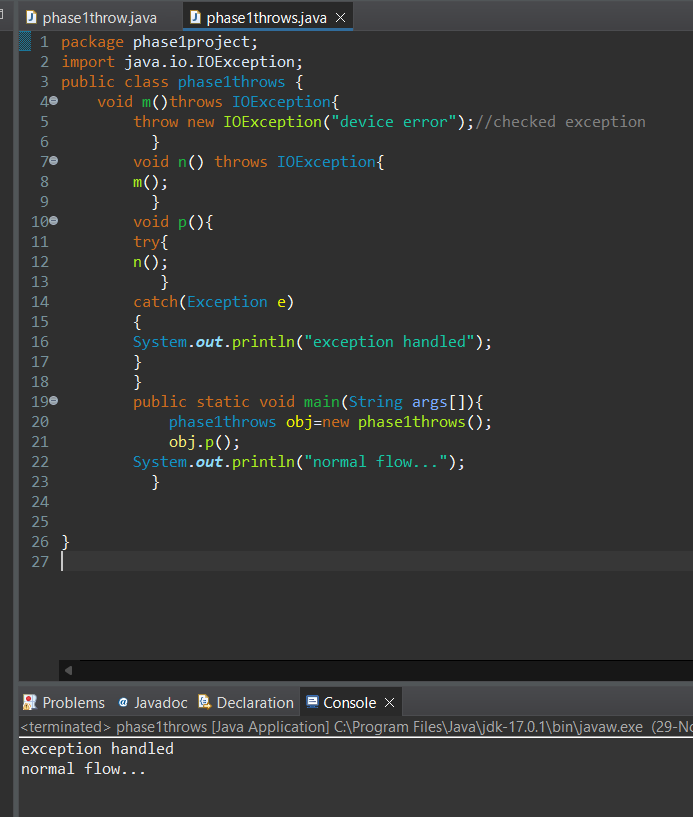 phase1throw.java phase1throws.java
1 package phase1project;
2 import java.io.IOException;
3 public class phase1throws {
4 void m()throws IOException{
5 throw new IOException("device error");//checked exception
6 }
7 void n() throws IOException{
8 m();
9 }
10 void p(){
11 try{
12 n();
13 }
14 catch(Exception e)
15 {
16 System.out.println("exception handled");
17 }
18 }
19 public static void main(String args[]){
20 phase1throws obj=new phase1throws();
21 obj.p();
22 System.out.println("normal flow...");
23 }
24
25
26 }
27
Problems Javadoc Declaration Console
<terminated> phase1throws [Java Application] C:\Program Files\Java\jdk-17.0.1\bin\javaw.exe (29-No
exception handled
normal flow...